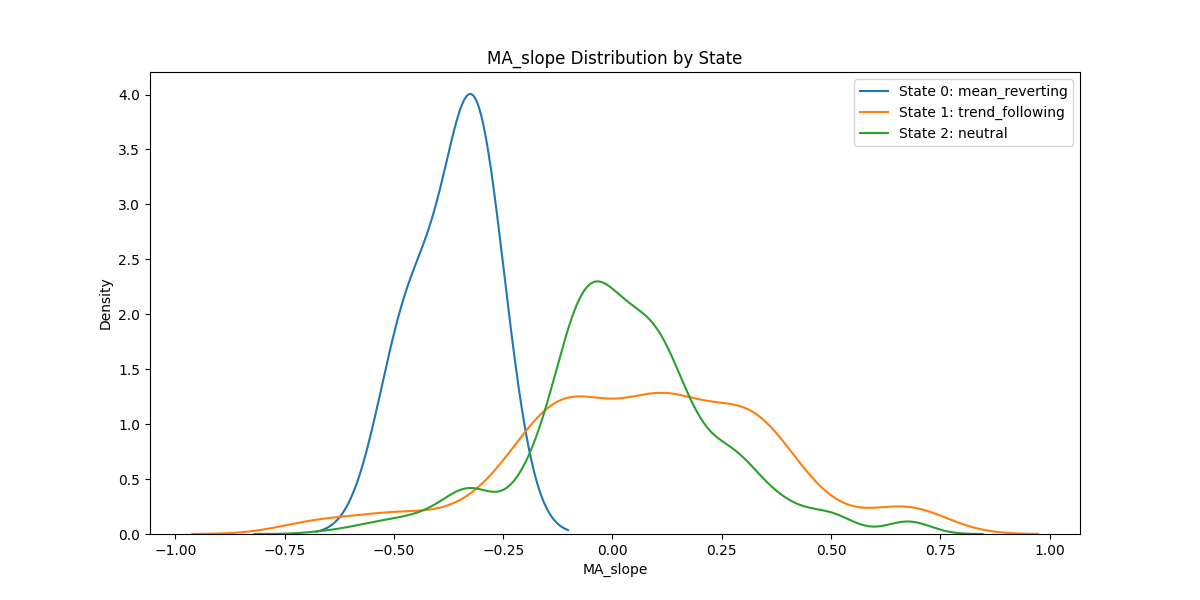 MA_slope Distribution by State
State 0: mean_reverting
State 1: trend_following
State 2: neutral
Density
4.0
3.5
3.0
2.5
2.0
1.5
1.0
0.5
0.0
−1.00 −0.75 −0.50 −0.25 0.00 0.25 0.50 0.75 1.00
MA_slope